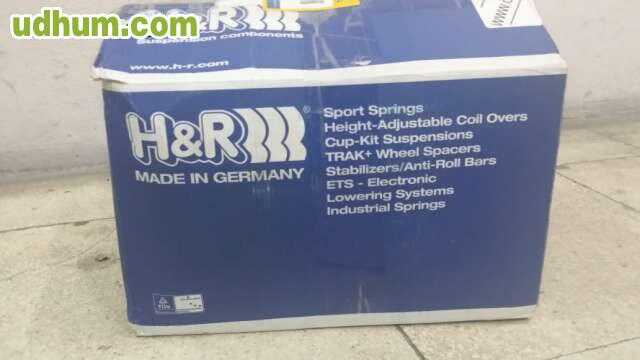 udhum.com
H&R
Suspension components
www.h-r.com
H&R®
MADE IN GERMANY
Sport Springs
Height-Adjustable Coil Overs
Cup-Kit Suspensions
TRAK+ Wheel Spacers
Stabilizers/Anti-Roll Bars
ETS - Electronic
Lowering Systems
Industrial Springs